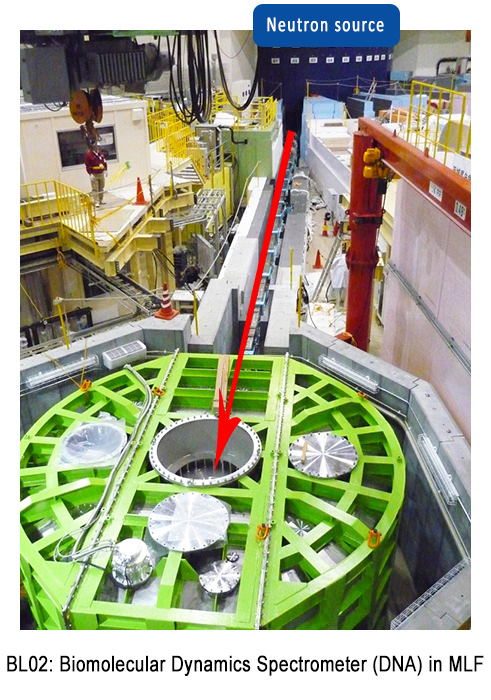 Neutron source
BL02: Biomolecular Dynamics Spectrometer (DNA) in MLF